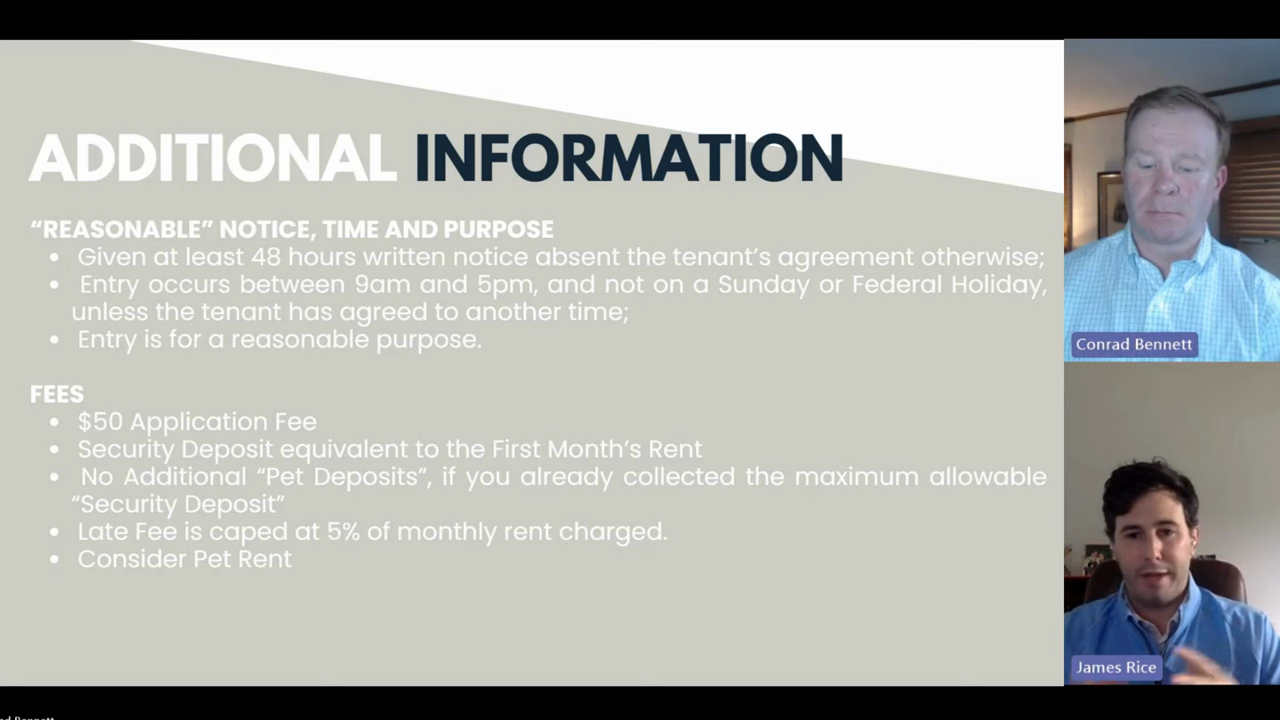 ADDITIONAL INFORMATION
“REASONABLE” NOTICE, TIME AND PURPOSE
• Given at least 48 hours written notice absent the tenant’s agreement otherwise;
• Entry occurs between 9am and 5pm, and not on a Sunday or Federal Holiday,
unless the tenant has agreed to another time;
• Entry is for a reasonable purpose.
FEES
• $50 Application Fee
• Security Deposit equivalent to the First Month’s Rent
• No Additional “Pet Deposits”, if you already collected the maximum allowable
“Security Deposit”
• Late Fee is caped at 5% of monthly rent charged.
• Consider Pet Rent
Conrad Bennett
James Rice